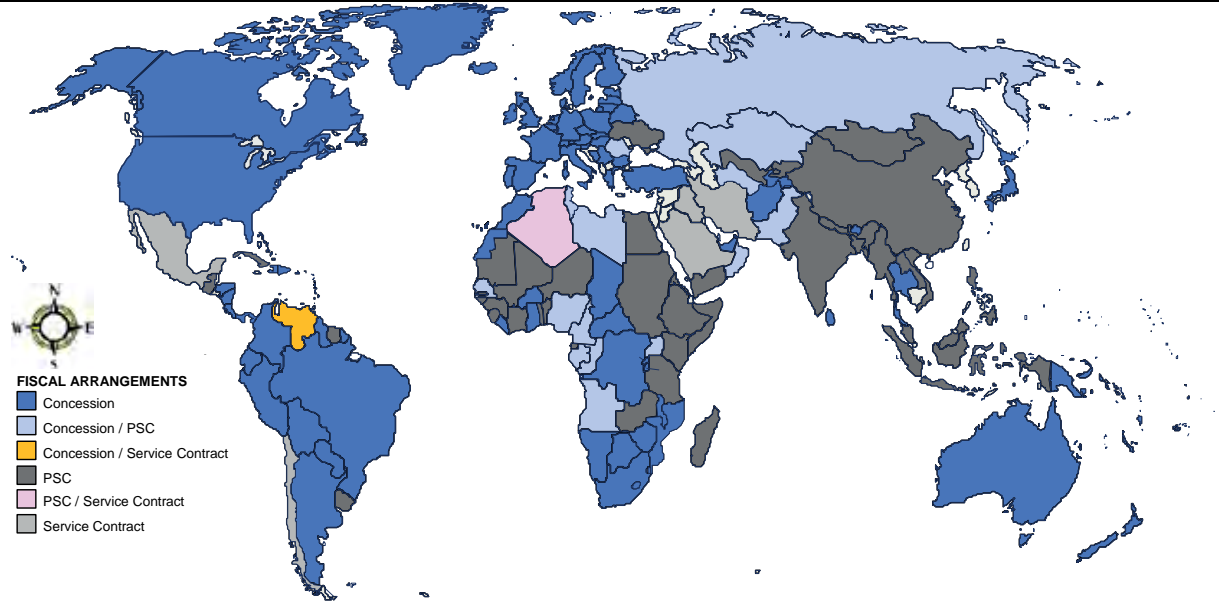 N
W E
S
FISCAL ARRANGEMENTS
Concession
Concession / PSC
Concession / Service Contract
PSC
PSC / Service Contract
Service Contract